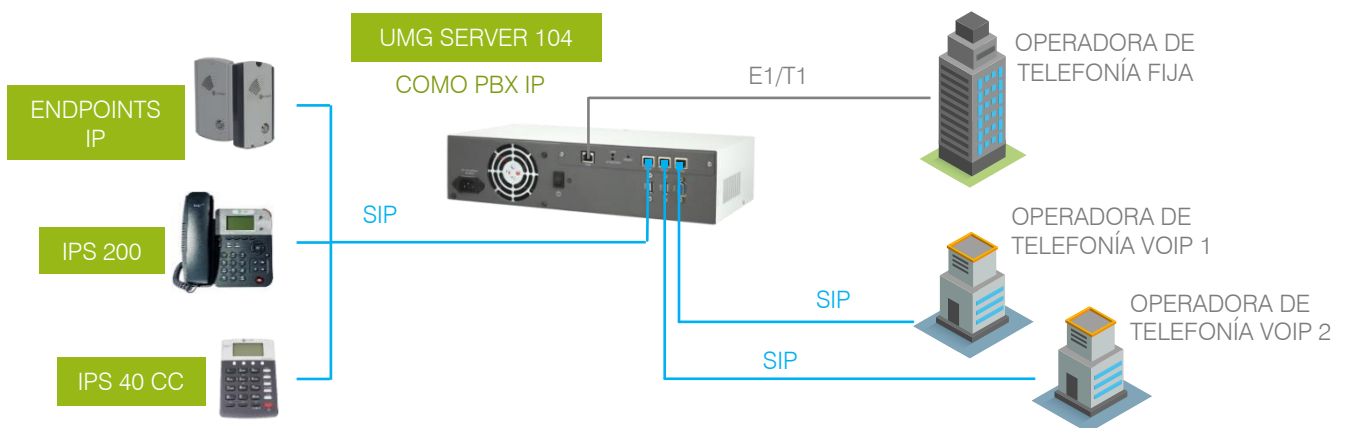 UMG SERVER 104
COMO PBX IP
E1/T1
OPERADORA DE
TELEFONÍA FIJA
ENDPOINTS
IP
IPS 200
SIP
OPERADORA DE
TELEFONÍA VOIP 1
SIP
OPERADORA DE
TELEFONÍA VOIP 2
SIP
IPS 40 CC